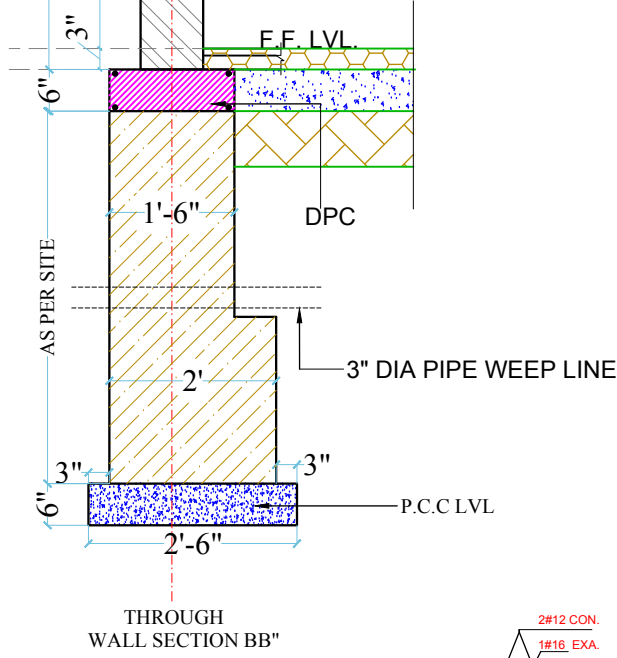 3"
F.F. LVL.
6"
1'-6"
DPC
AS PER SITE
3" DIA PIPE WEEP LINE
2'
3"
3"
6"
P.C.C LVL
2'-6"
THROUGH
WALL SECTION BB"
2#12 CON.
1#16 EXA.